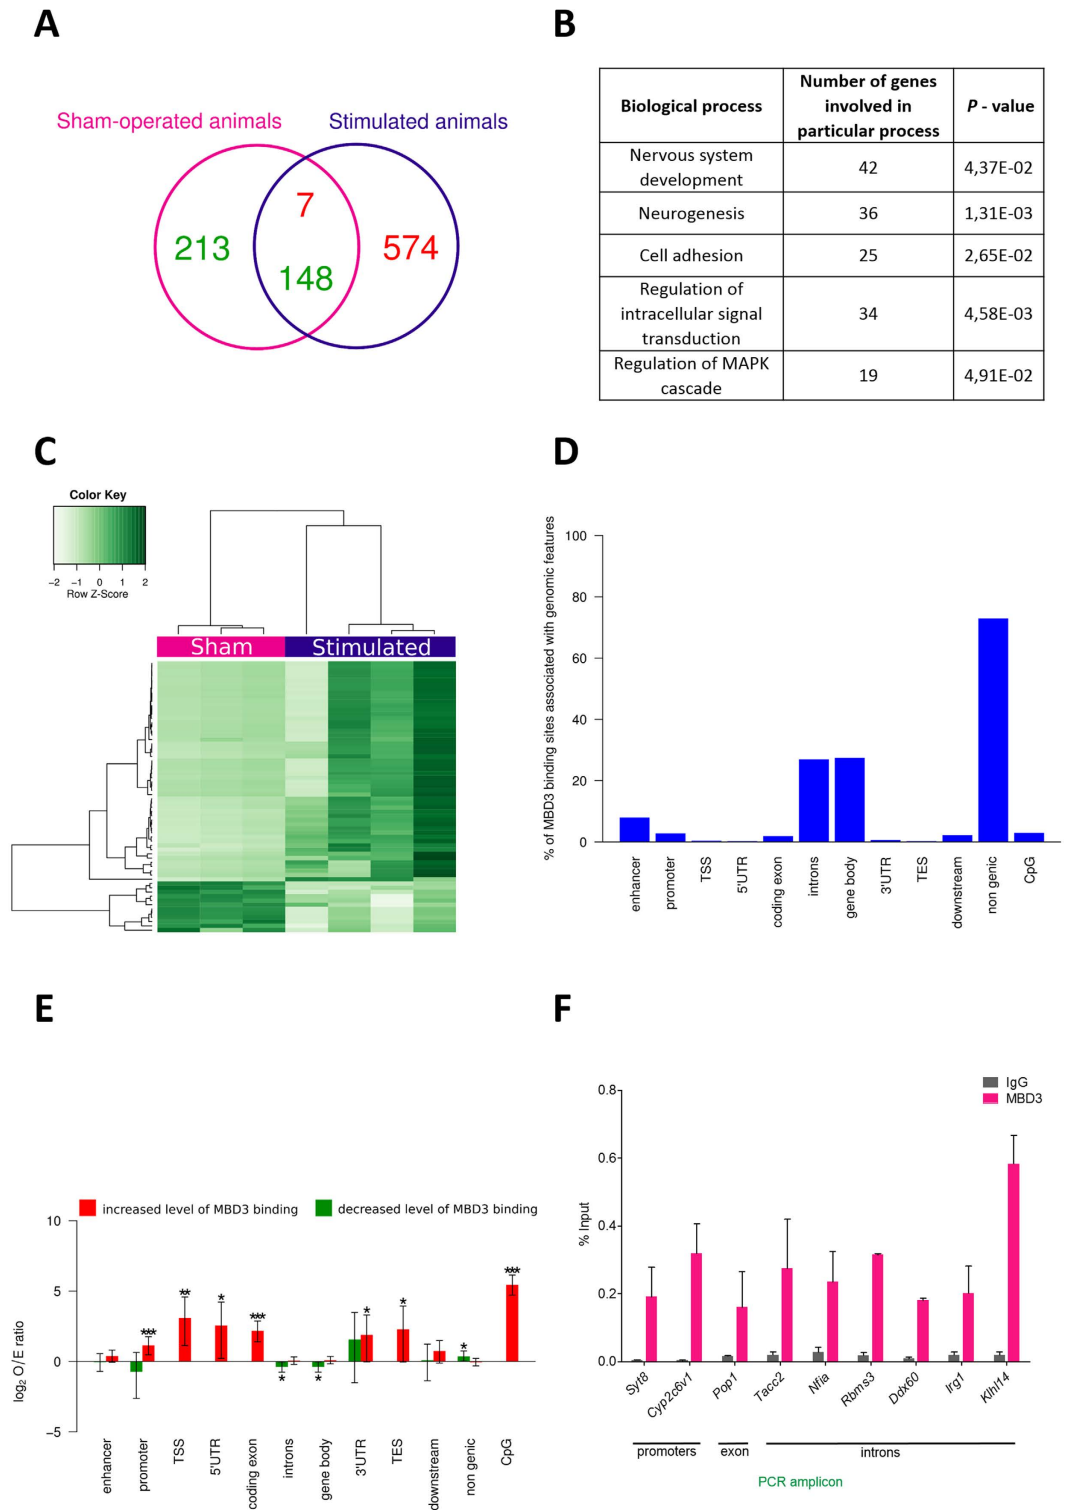 A
Sham-operated animals
Stimulated animals
7
213
574
148
B
Biological process
Number of genes
involved in
particular process
P - value
Nervous system
development
42
4,37E-02
Neurogenesis
36
1,31E-03
Cell adhesion
25
2,65E-02
Regulation of
intracellular signal
transduction
34
4,58E-03
Regulation of MAPK
cascade
19
4,91E-02
C
Color Key
−2 −1 0 1 2
Row Z-Score
Sham
Stimulated
D
% of MBD3 binding sites associated with genomic features
100
80
60
40
20
0
enhancer
promoter
TSS
5'UTR
coding exon
introns
gene body
3'UTR
TES
downstream
non genic
CpG
E
increased level of MBD3 binding
decreased level of MBD3 binding
log2 O/E ratio
10
5
0
−5
***
**
*
***
*
*
*
*
*
***
enhancer
promoter
TSS
5'UTR
coding exon
introns
gene body
3'UTR
TES
downstream
non genic
CpG
F
IgG
MBD3
% Input
0.8
0.6
0.4
0.2
0.0
Syt8
Cyp2c6v1
Pop1
Tacc2
Nfia
Rbms3
Ddx60
Irg1
Klhl14
promoters
exon
introns
PCR amplicon